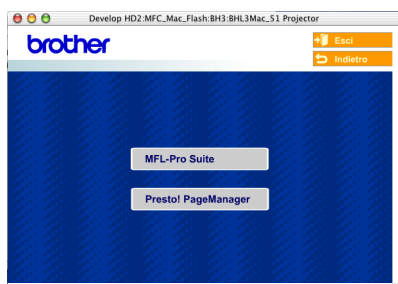 Develop HD2:MFC_Mac_Flash:BH3:BHL3Mac_51 Projector
brother
Esci
Indietro
MFL-Pro Suite
Presto! PageManager